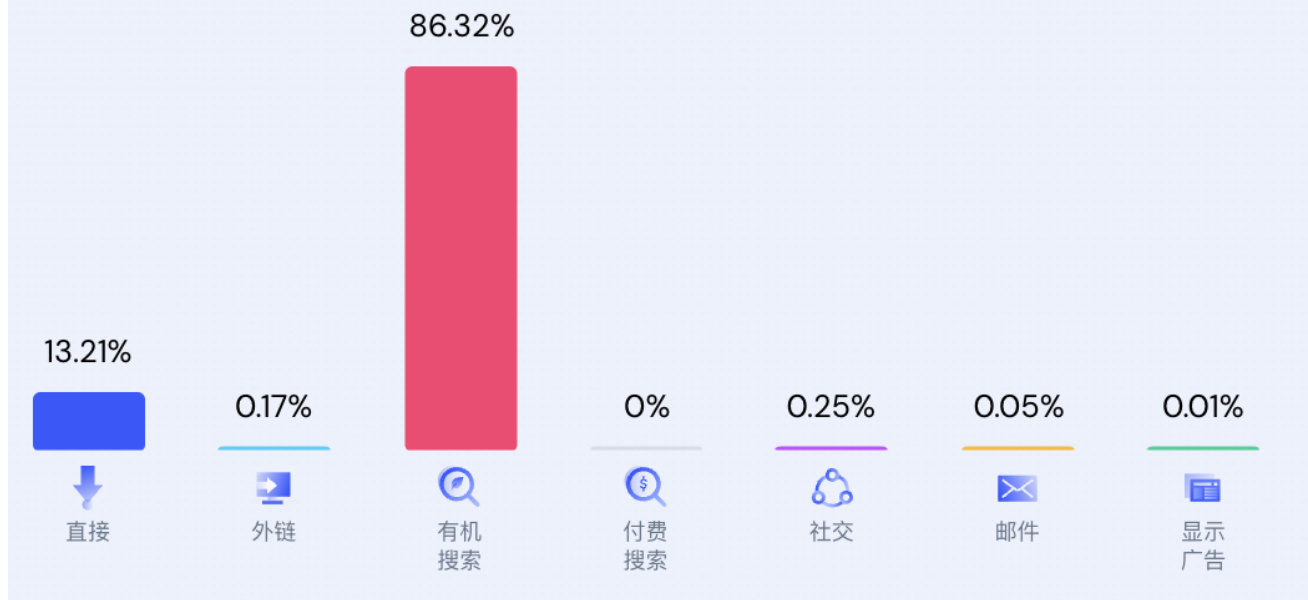 86.32%
13.21%
0.17%
0%
0.25%
0.05%
0.01%
直接
外链
有机
搜索
付费
搜索
社交
邮件
显示
广告